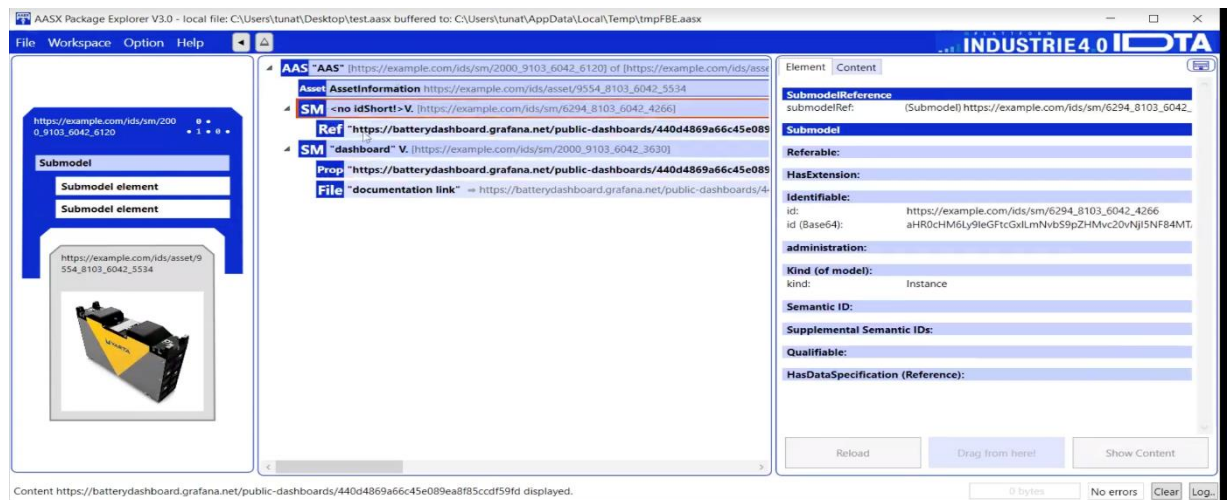 AASX Package Explorer V3.0 - local file: C:\Users\tunat\Desktop\test.aasx buffered to: C:\Users\tunat\AppData\Local\Temp\tmpFBE.aasx
File Workspace Option Help
PLATTFORM
INDUSTRIE4.0 IDTA
https://example.com/ids/sm/200
0_9103_6042_6120
Submodel
Submodel element
Submodel element
https://example.com/ids/asset/9
554_8103_6042_5534
VARTA
AAS "AAS" [https://example.com/ids/sm/2000_9103_6042_6120] of [https://example.com/ids/asse
Asset AssetInformation https://example.com/ids/asset/9554_8103_6042_5534
SM <no idShort!>V. [https://example.com/ids/sm/6294_8103_6042_4266]
Ref "https://batterydashboard.grafana.net/public-dashboards/440d4869a66c45e089
SM "dashboard" V. [https://example.com/ids/sm/2000_9103_6042_3630]
Prop "https://batterydashboard.grafana.net/public-dashboards/440d4869a66c45e089
File "documentation link" ⇒ https://batterydashboard.grafana.net/public-dashboards/4
Element Content
SubmodelReference
submodelRef: (Submodel) https://example.com/ids/sm/6294_8103_6042_
Submodel
Referable:
HasExtension:
Identifiable:
id: https://example.com/ids/sm/6294_8103_6042_4266
id (Base64):
administration:
Kind (of model):
kind: Instance
Semantic ID:
Supplemental Semantic IDs:
Qualifiable:
HasDataSpecification (Reference):
Reload Drag from here! Show Content
Content https://batterydashboard.grafana.net/public-dashboards/440d4869a66c45e089ea8f85ccdf59fd displayed.
0 bytes No errors Clear Log..